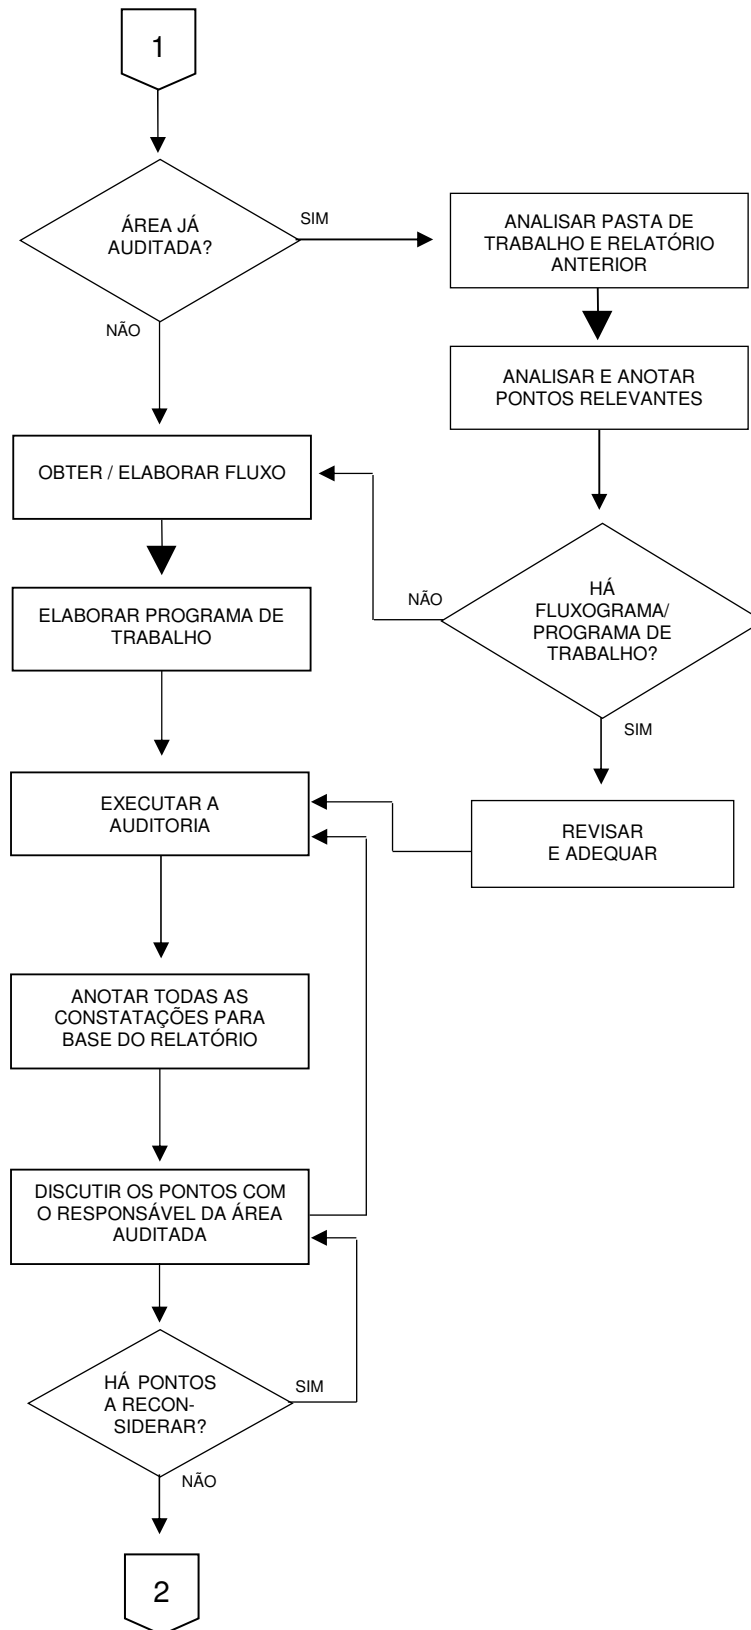 1
ÁREA JÁ
AUDITADA?
SIM
ANALISAR PASTA DE
TRABALHO E RELATÓRIO
ANTERIOR
NÃO
ANALISAR E ANOTAR
PONTOS RELEVANTES
OBTER / ELABORAR FLUXO
HÁ
FLUXOGRAMA/
PROGRAMA DE
TRABALHO?
NÃO
ELABORAR PROGRAMA DE
TRABALHO
SIM
EXECUTAR A
AUDITORIA
REVISAR
E ADEQUAR
ANOTAR TODAS AS
CONSTATAÇÕES PARA
BASE DO RELATÓRIO
DISCUTIR OS PONTOS COM
O RESPONSÁVEL DA ÁREA
AUDITADA
HÁ PONTOS
A RECON-
SIDERAR?
SIM
NÃO
2